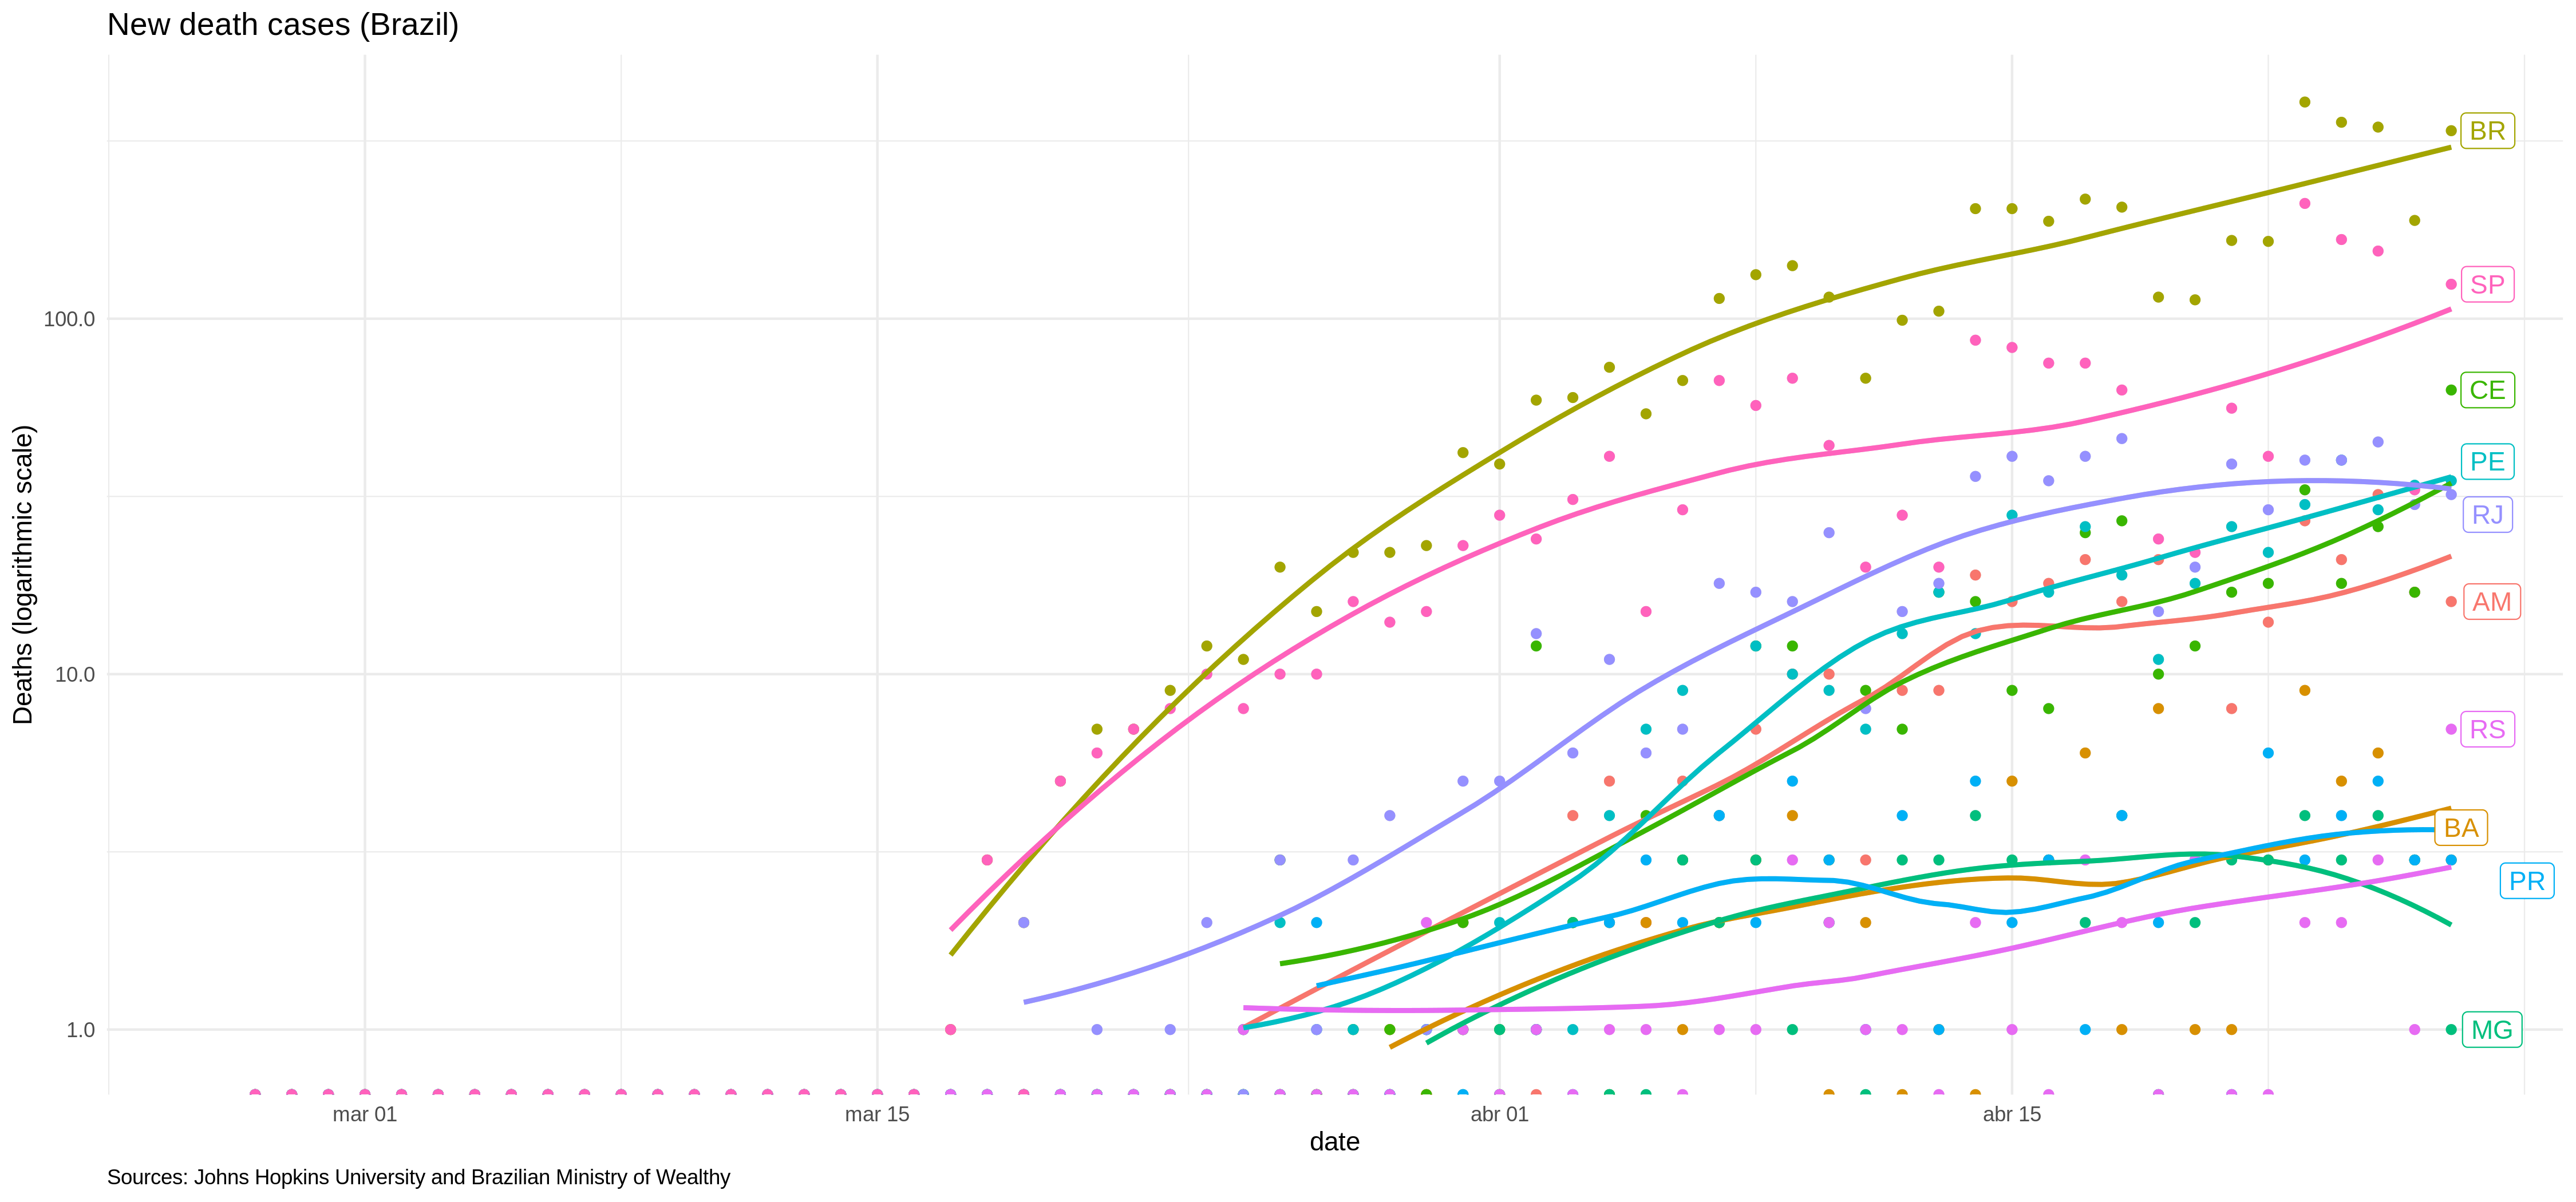 New death cases (Brazil)
Deaths (logarithmic scale)
100.0
10.0
1.0
BR
SP
CE
PE
RJ
AM
RS
BA
PR
MG
mar 01
mar 15
abr 01
abr 15
date
Sources: Johns Hopkins University and Brazilian Ministry of Wealthy